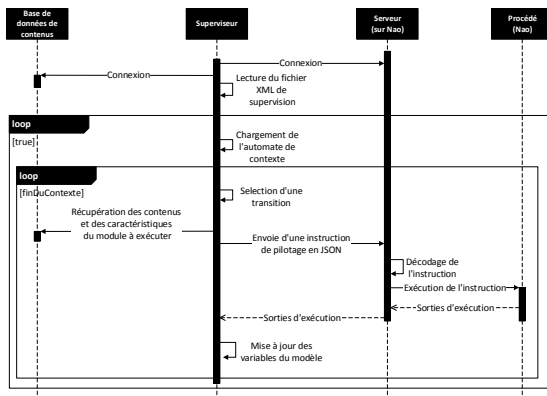 Base de
données de
contenus
Superviseur
Serveur
(sur Nao)
Procédé
(Nao)
Connexion
Connexion
Lecture du fichier
XML de
supervision
loop
[true]
Chargement de
l'automate de
contexte
loop
[finDuContexte]
Selection d'une
transition
Récupération des contenus
et des caractéristiques
du module à exécuter
Envoie d'une instruction
de pilotage en JSON
Décodage de
l'instruction
Exécution de l'instruction
Sorties d'exécution
Sorties d'exécution
Mise à jour des
variables du modèle